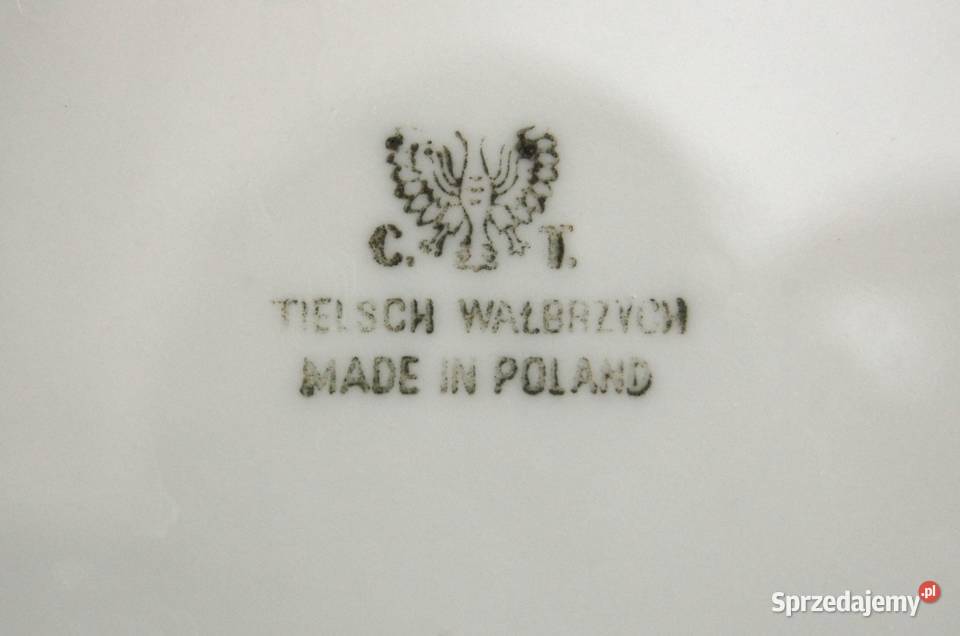 C. T.
TIELSCH WAŁBRZYCH
MADE IN POLAND
Sprzedajemy.pl